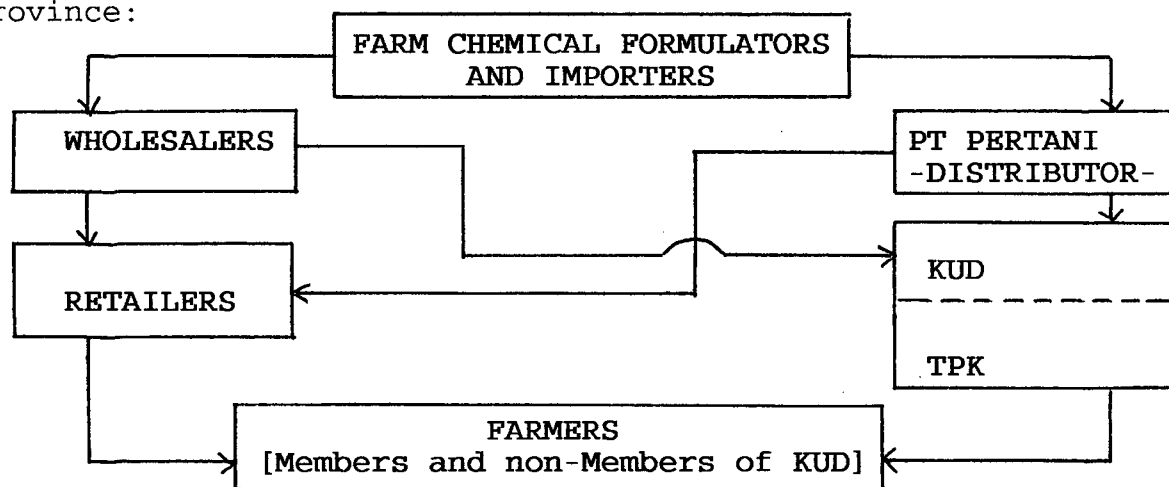 rovince:
FARM CHEMICAL FORMULATORS
AND IMPORTERS
WHOLESALERS
PT PERTANI
-DISTRIBUTOR-
RETAILERS
KUD
TPK
FARMERS
[Members and non-Members of KUD]